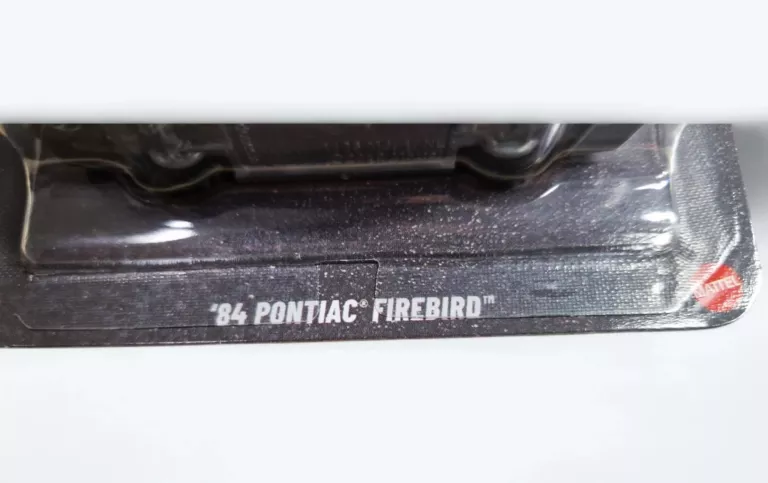 '84 PONTIAC® FIREBIRD™
MATTEL